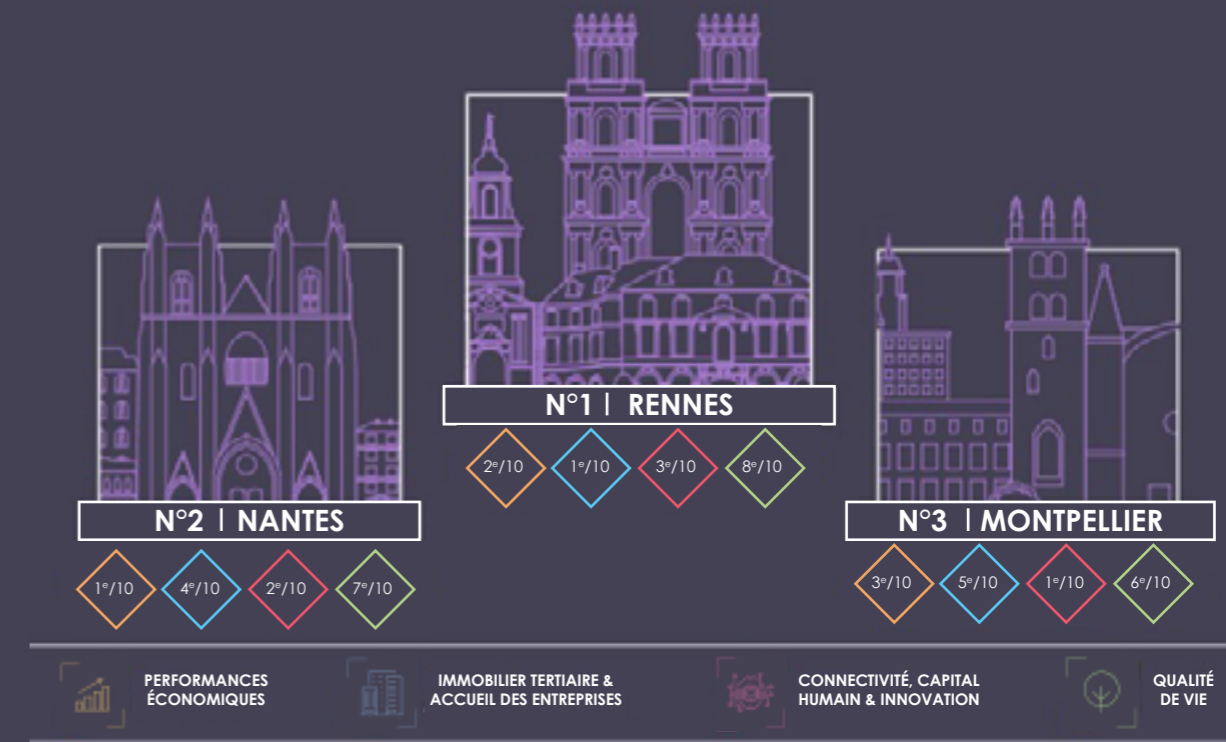 N°1 | RENNES
2e/10 1e/10 3e/10 8e/10
N°2 | NANTES
1e/10 4e/10 2e/10 7e/10
N°3 | MONTPELLIER
3e/10 5e/10 1e/10 6e/10
PERFORMANCES
ÉCONOMIQUES
IMMOBILIER TERTIAIRE &
ACCUEIL DES ENTREPRISES
CONNECTIVITÉ, CAPITAL
HUMAIN & INNOVATION
QUALITÉ
DE VIE